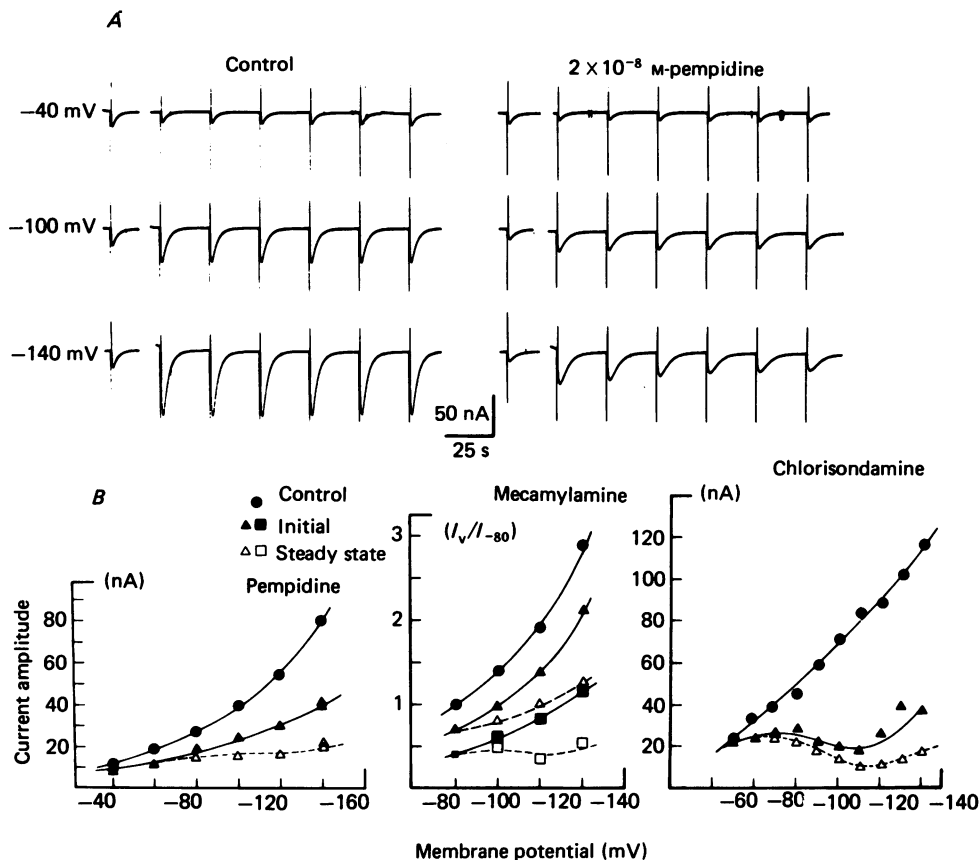 A
Control
2 × 10⁻⁸ M-pempidine
−40 mV
−100 mV
−140 mV
50 nA
25 s
B
Control
Initial
Steady state
Pempidine
(nA)
80
60
40
20
−40
−80
−120
−160
Mecamylamine
(Iv/I−80)
3
2
1
−80
−100
−120
−140
Chlorisondamine
(nA)
120
100
80
60
40
20
−60
−80
−100
−120
−140
Current amplitude
Membrane potential (mV)